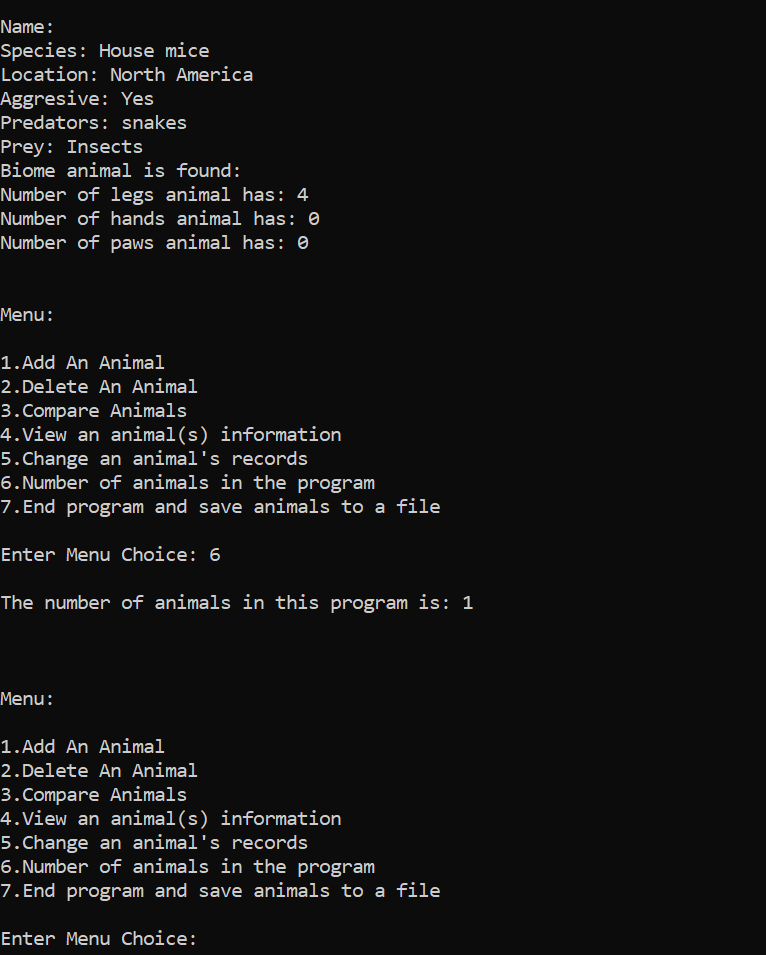 Name:
Species: House mice
Location: North America
Aggresive: Yes
Predators: snakes
Prey: Insects
Biome animal is found:
Number of legs animal has: 4
Number of hands animal has: 0
Number of paws animal has: 0
Menu:
1.Add An Animal
2.Delete An Animal
3.Compare Animals
4.View an animal(s) information
5.Change an animal's records
6.Number of animals in the program
7.End program and save animals to a file
Enter Menu Choice: 6
The number of animals in this program is: 1
Menu:
1.Add An Animal
2.Delete An Animal
3.Compare Animals
4.View an animal(s) information
5.Change an animal's records
6.Number of animals in the program
7.End program and save animals to a file
Enter Menu Choice: